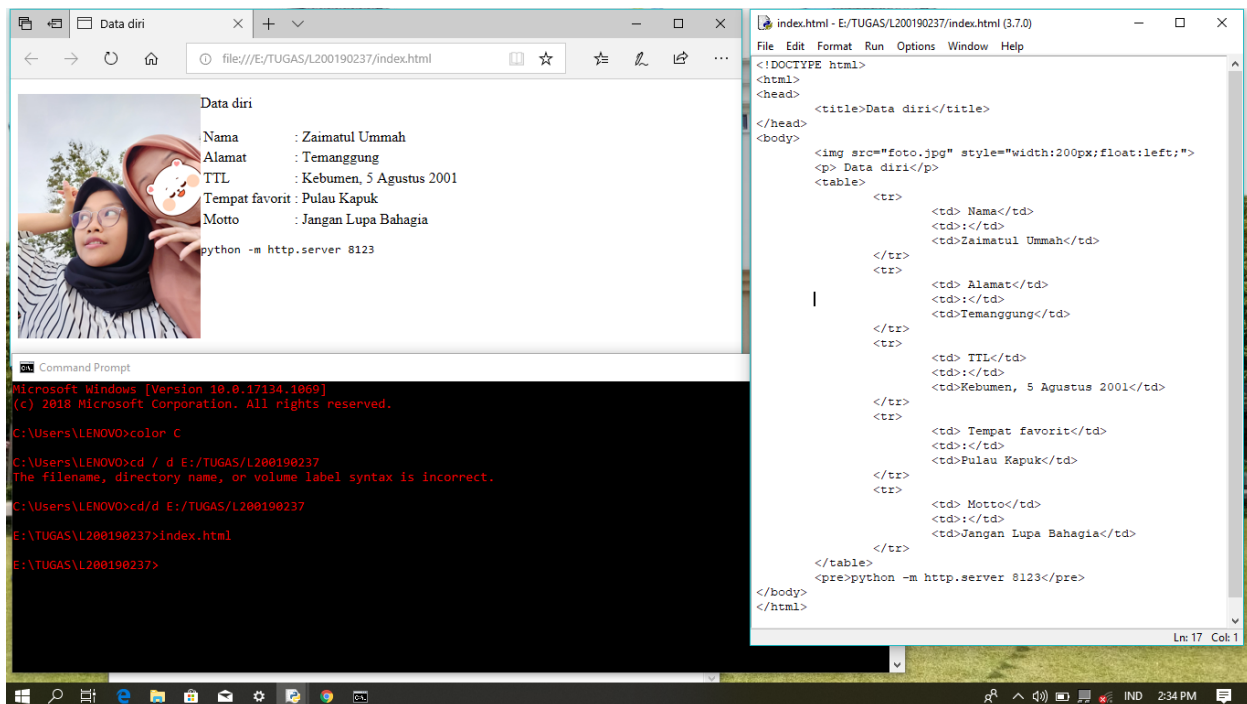 Data diri
file:///E:/TUGAS/L200190237/index.html
Data diri
Nama : Zaimatul Ummah
Alamat : Temanggung
TTL : Kebumen, 5 Agustus 2001
Tempat favorit : Pulau Kapuk
Motto : Jangan Lupa Bahagia
python -m http.server 8123
Command Prompt
Microsoft Windows [Version 10.0.17134.1069]
(c) 2018 Microsoft Corporation. All rights reserved.
C:\Users\LENOVO>color C
C:\Users\LENOVO>cd / d E:/TUGAS/L200190237
The filename, directory name, or volume label syntax is incorrect.
C:\Users\LENOVO>cd/d E:/TUGAS/L200190237
E:\TUGAS\L200190237>index.html
E:\TUGAS\L200190237>
index.html - E:/TUGAS/L200190237/index.html (3.7.0)
File Edit Format Run Options Window Help
<!DOCTYPE html>
<html>
<head>
<title>Data diri</title>
</head>
<body>
<img src="foto.jpg" style="width:200px;float:left;">
<p> Data diri</p>
<table>
<tr>
<td> Nama</td>
<td>:</td>
<td>Zaimatul Ummah</td>
</tr>
<tr>
<td> Alamat</td>
<td>:</td>
<td>Temanggung</td>
</tr>
<tr>
<td> TTL</td>
<td>:</td>
<td>Kebumen, 5 Agustus 2001</td>
</tr>
<tr>
<td> Tempat favorit</td>
<td>:</td>
<td>Pulau Kapuk</td>
</tr>
<tr>
<td> Motto</td>
<td>:</td>
<td>Jangan Lupa Bahagia</td>
</tr>
</table>
<pre>python -m http.server 8123</pre>
</body>
</html>
Ln: 17 Col: 1
IND 2:34 PM